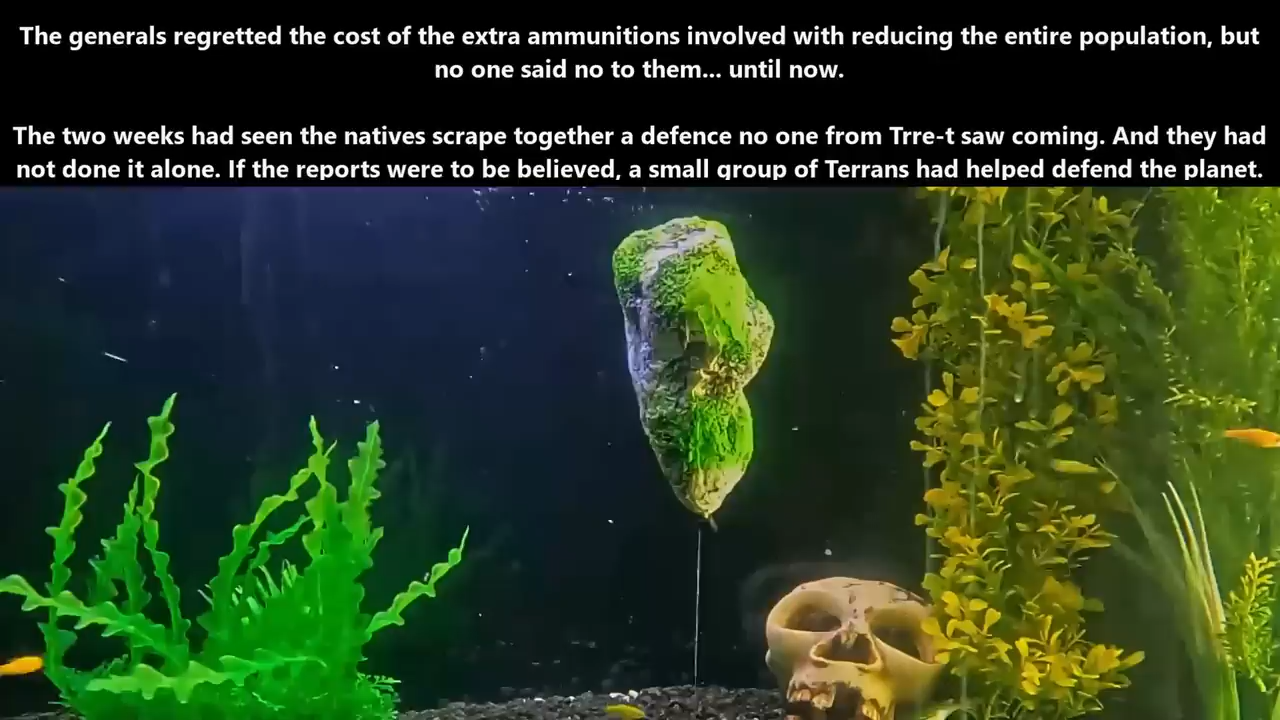 The generals regretted the cost of the extra ammunitions involved with reducing the entire population, but
no one said no to them... until now.
The two weeks had seen the natives scrape together a defence no one from Trre-t saw coming. And they had
not done it alone. If the reports were to be believed, a small group of Terrans had helped defend the planet.